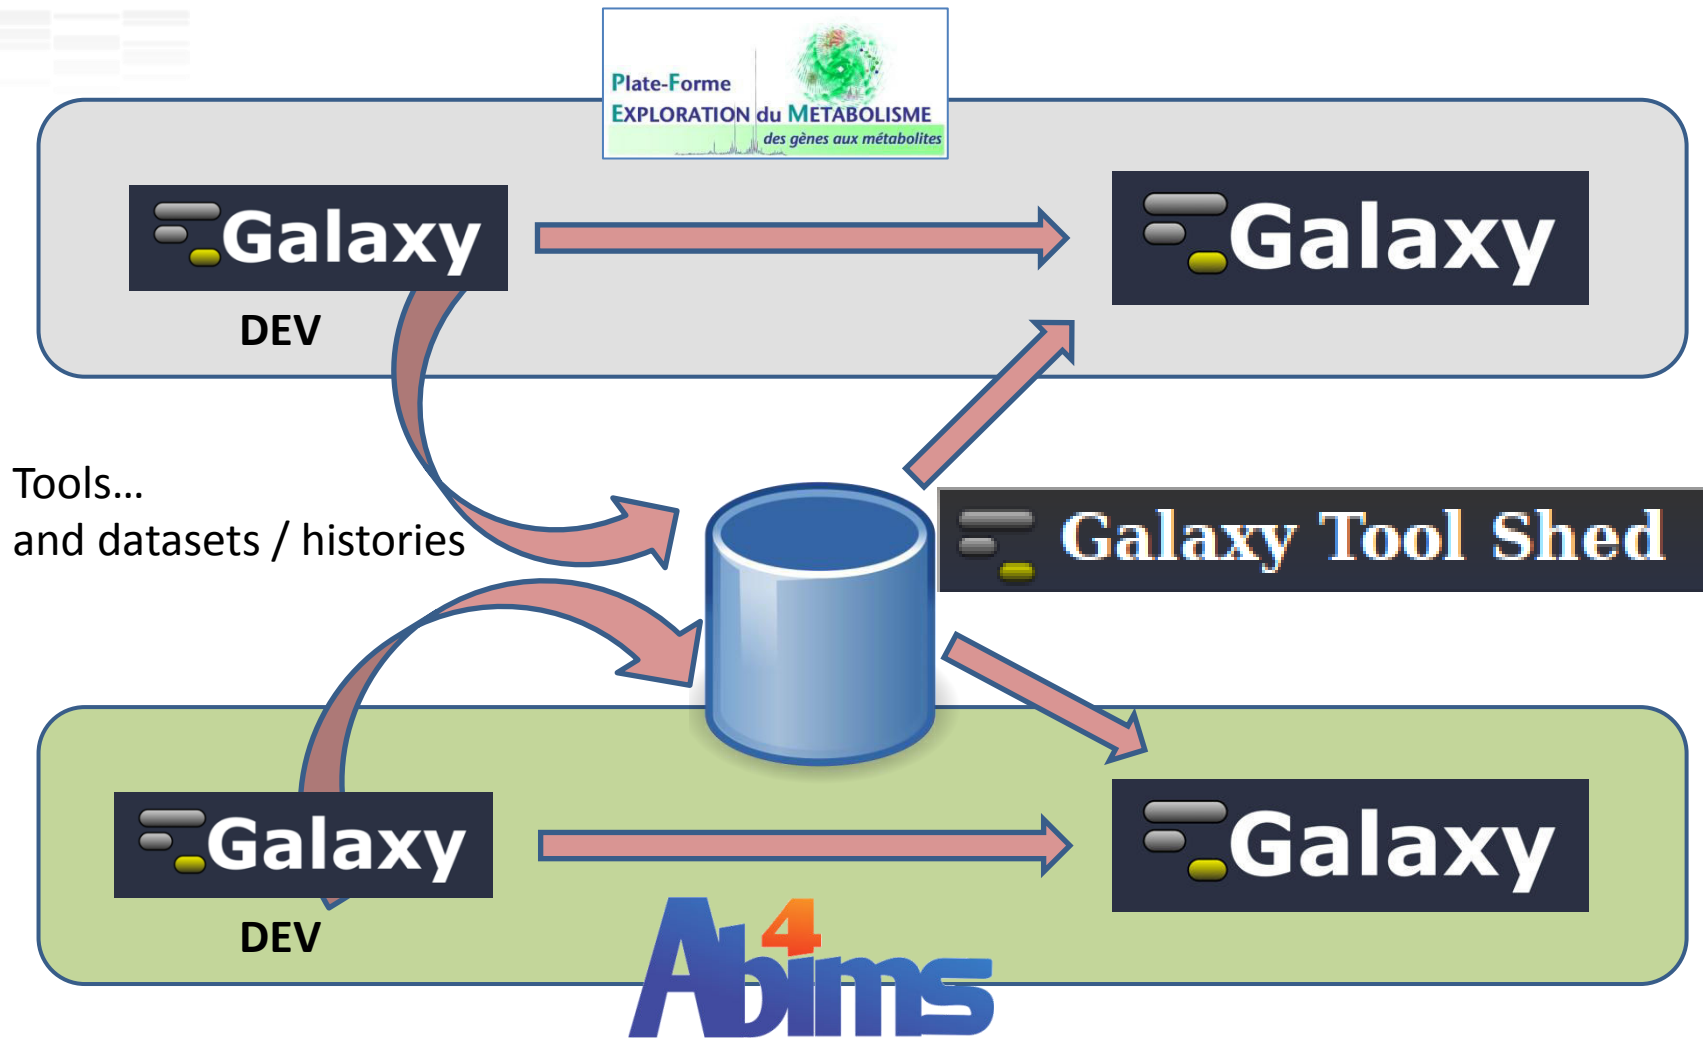 Plate-Forme
EXPLORATION du METABOLISME
des gènes aux métabolites
Galaxy
Galaxy
DEV
Tools...
and datasets / histories
Galaxy Tool Shed
Galaxy
Galaxy
DEV
Abims
4